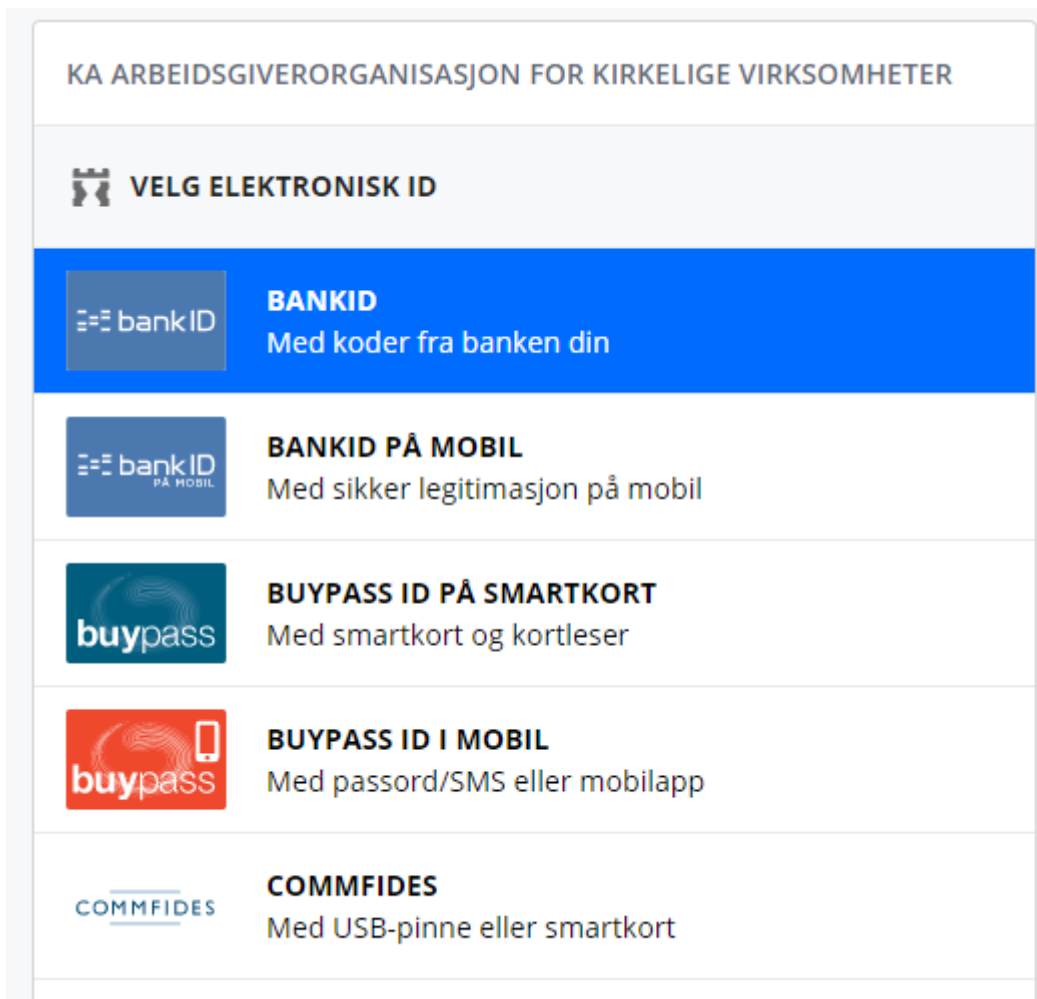 KA ARBEIDSGIVERORGANISASJON FOR KIRKELIGE VIRKSOMHETER
VELG ELEKTRONISK ID
bankID
BANKID
Med koder fra banken din
bankID
PÅ MOBIL
BANKID PÅ MOBIL
Med sikker legitimasjon på mobil
buypass
BUYPASS ID PÅ SMARTKORT
Med smartkort og kortleser
buypass
BUYPASS ID I MOBIL
Med passord/SMS eller mobilapp
COMMFIDES
COMMFIDES
Med USB-pinne eller smartkort